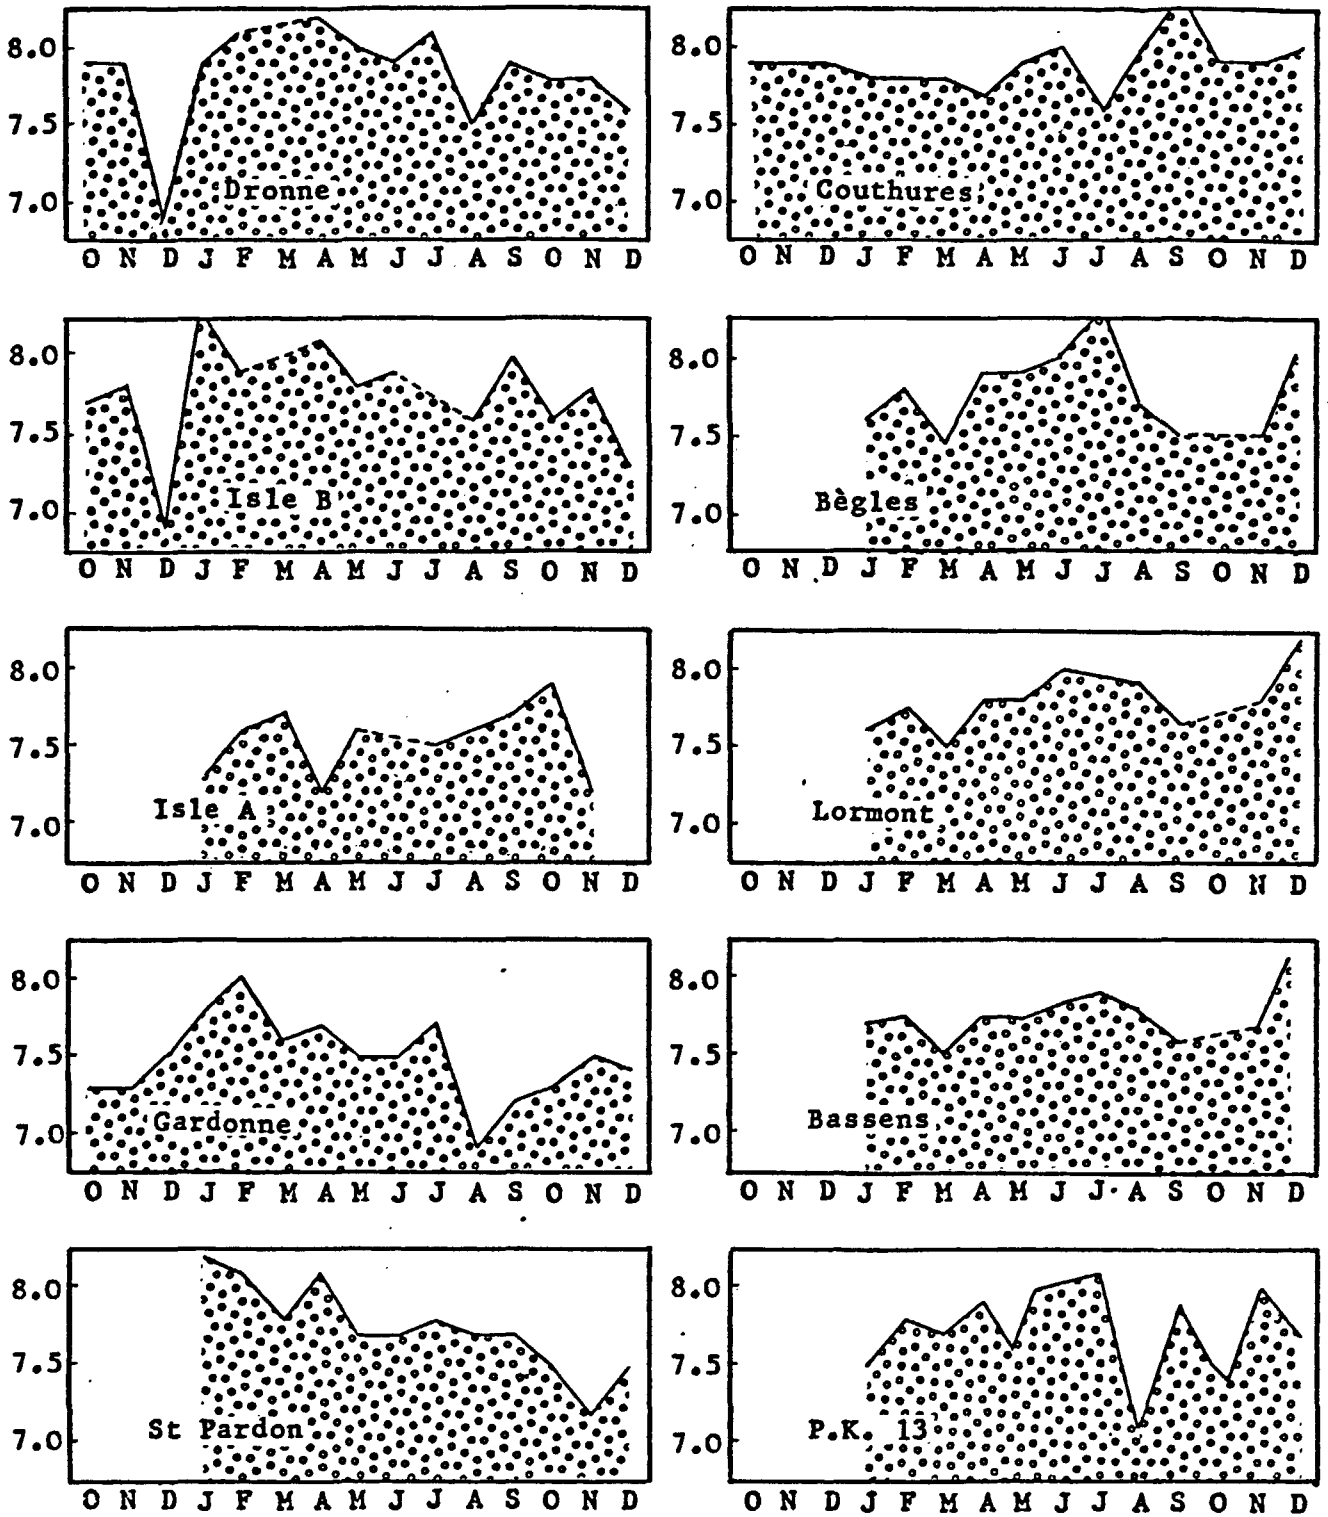 8.0
7.5
7.0
Dronne
O N D J F M A M J J A S O N D
8.0
7.5
7.0
Couthures
O N D J F M A M J J A S O N D
8.0
7.5
7.0
Isle B
O N D J F M A M J J A S O N D
8.0
7.5
7.0
Bègles
O N D J F M A M J J A S O N D
8.0
7.5
7.0
Isle A
O N D J F M A M J J A S O N D
8.0
7.5
7.0
Lormont
O N D J F M A M J J A S O N D
8.0
7.5
7.0
Gardonne
O N D J F M A M J J A S O N D
8.0
7.5
7.0
Bassens
O N D J F M A M J J A S O N D
8.0
7.5
7.0
St Pardon
O N D J F M A M J J A S O N D
8.0
7.5
7.0
P.K. 13
O N D J F M A M J J A S O N D